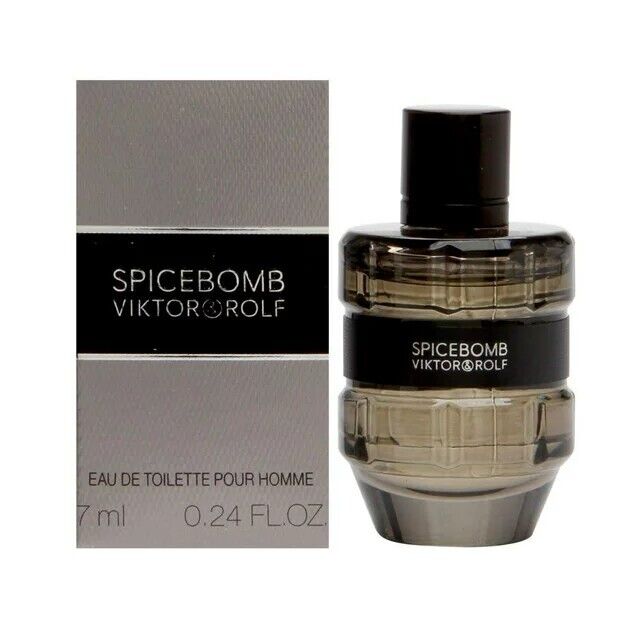 SPICEBOMB
VIKTOR&ROLF
EAU DE TOILETTE POUR HOMME
7 ml 0.24 FL.OZ.
SPICEBOMB
VIKTOR&ROLF